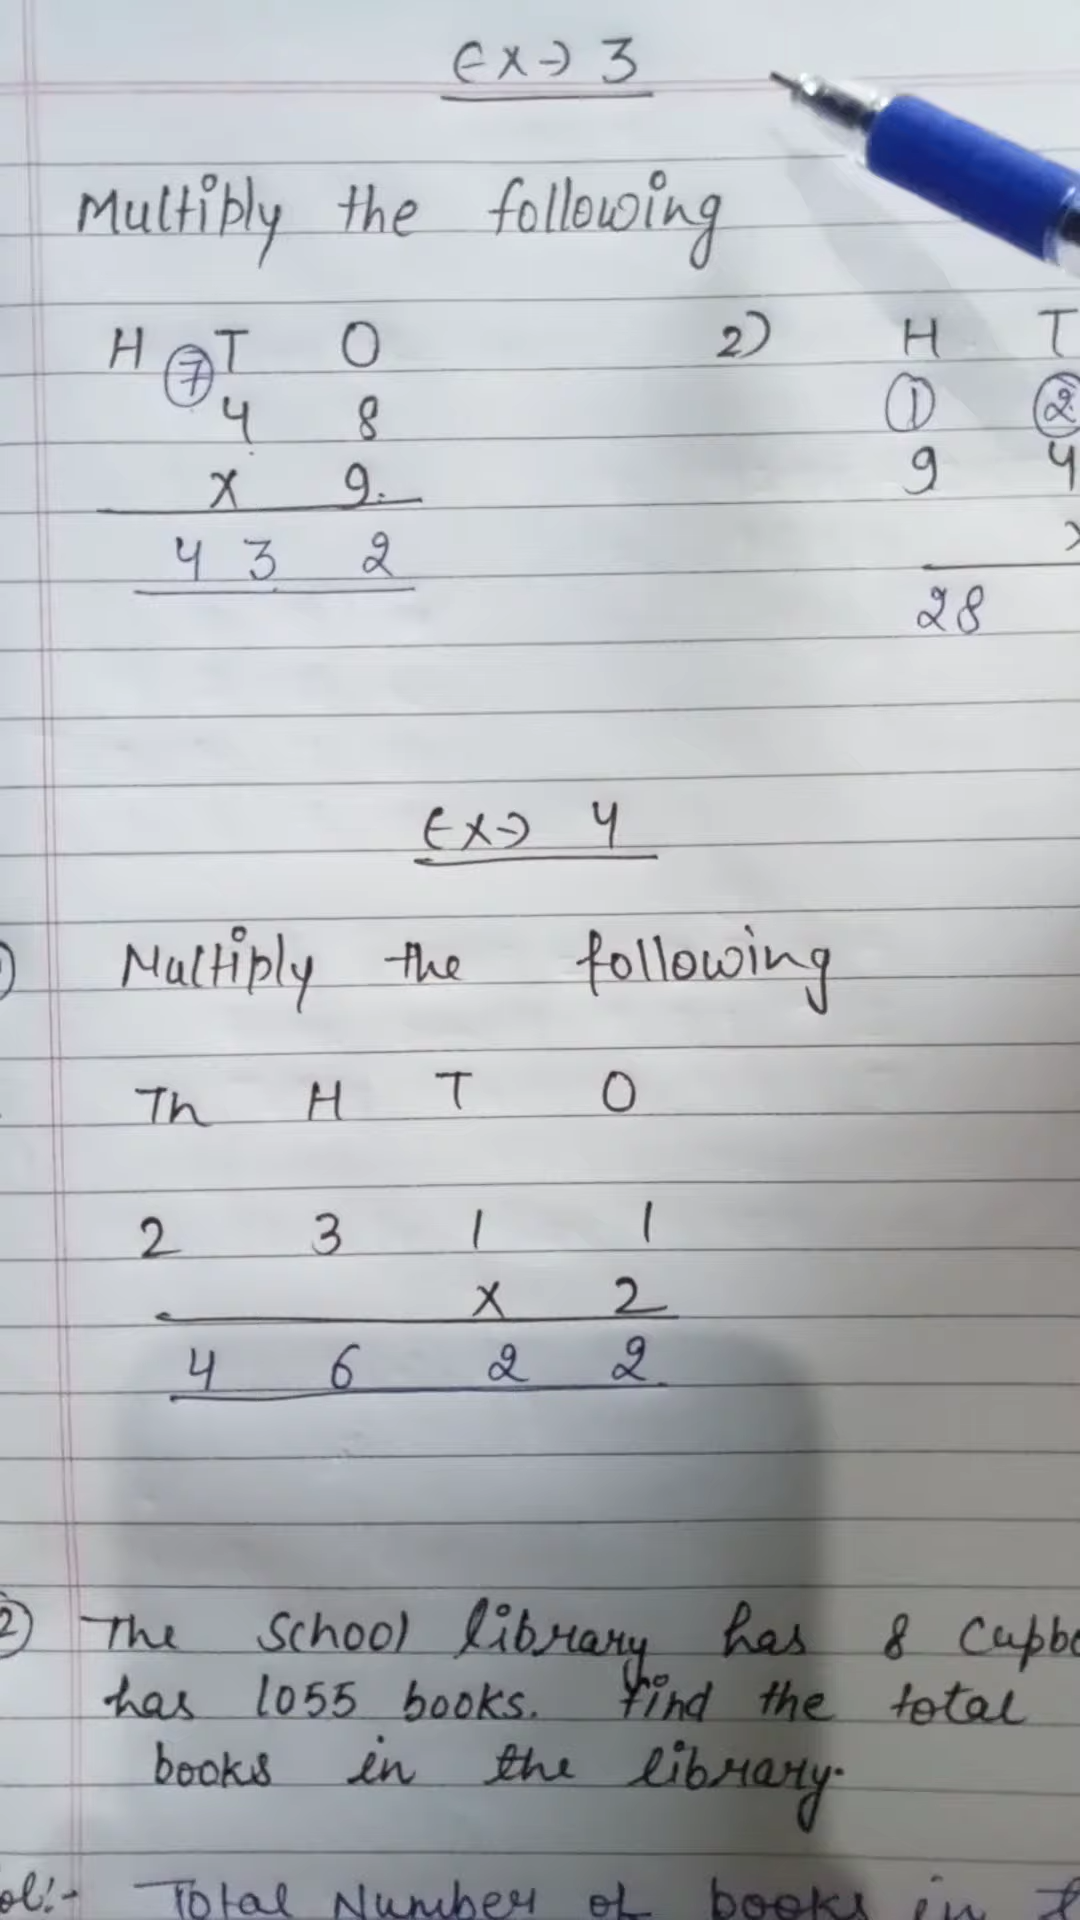 Ex → 3
Multiply the following
H T O 2) H T
7 1 2
4 8 9 4
x 9.
4 3 2 28
Ex → 4
Multiply the following
Th H T O
2 3 1 1
x 2
4 6 2 2
2 The school library has 8
has 1055 books. find the total
books in the library.
Total Number of books in